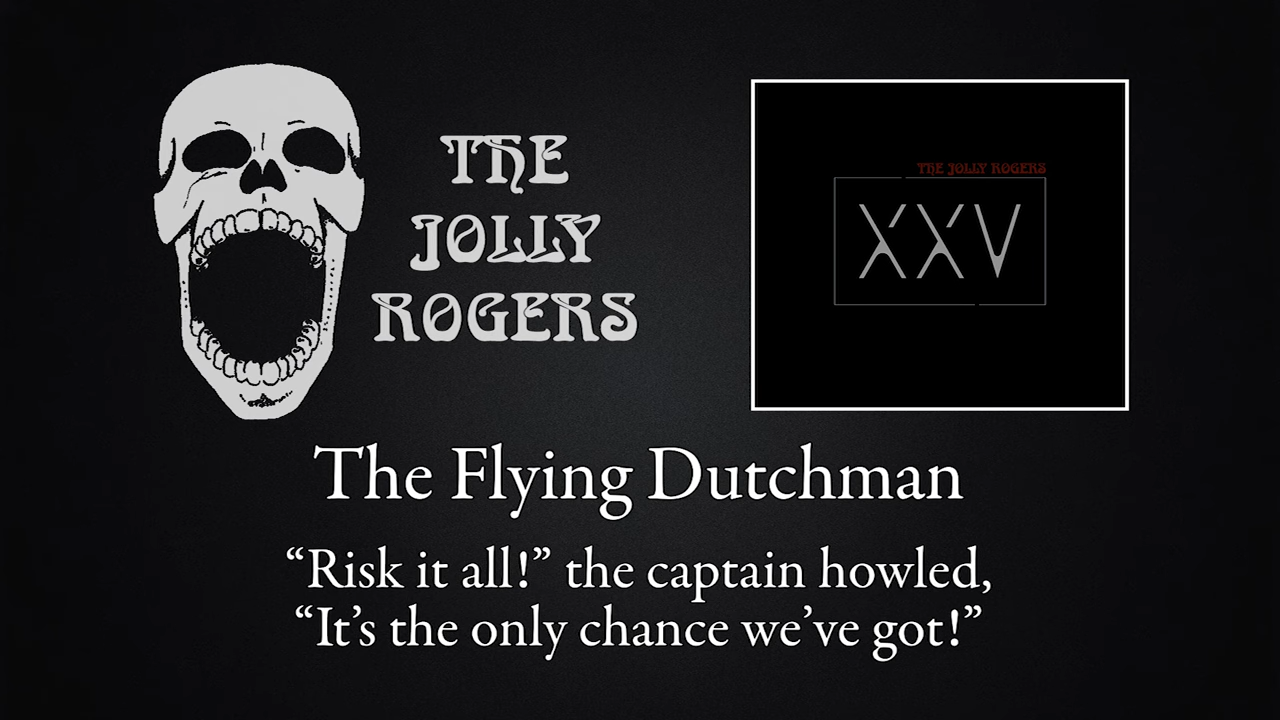 THE
JOLLY
ROGERS
THE JOLLY ROGERS
XXV
The Flying Dutchman
“Risk it all!” the captain howled,
“It’s the only chance we’ve got!”